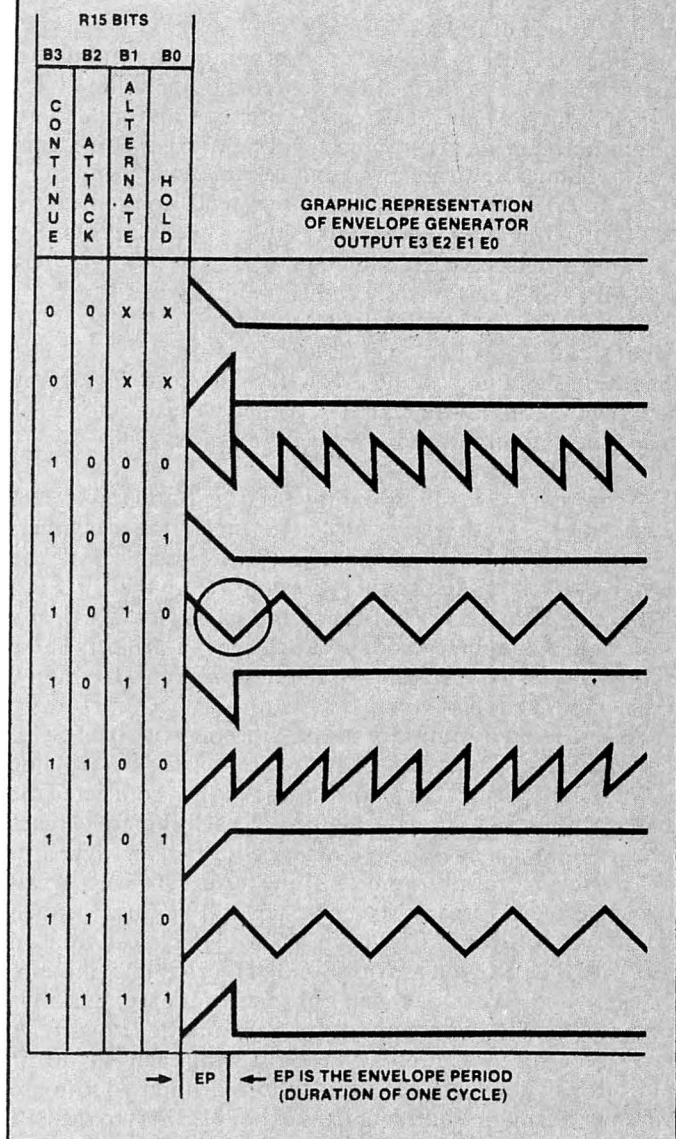 R15 BITS
B3 B2 B1 B0
CONTINUE
ATTACK
ALTERNATE
HOLD
GRAPHIC REPRESENTATION
OF ENVELOPE GENERATOR
OUTPUT E3 E2 E1 E0
0 0 X X
0 1 X X
1 0 0 0
1 0 0 1
1 0 1 0
1 0 1 1
1 1 0 0
1 1 0 1
1 1 1 0
1 1 1 1
EP
EP IS THE ENVELOPE PERIOD
(DURATION OF ONE CYCLE)